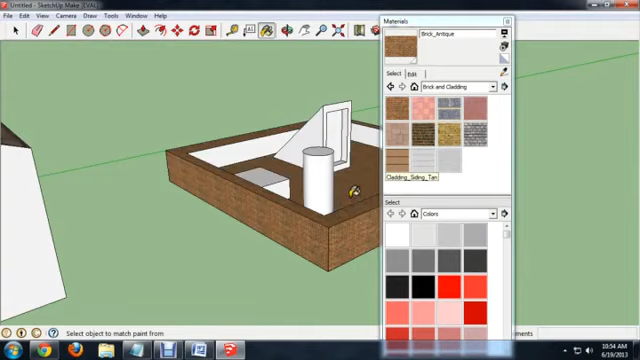 Untitled - SketchUp Make (EVAL)
File Edit View Camera Draw Tools Window Help
Materials
Brick_Antique
Select Edit
Brick and Cladding
Cladding_Siding_Tan
Select
Colors
Select object to match paint from
10:54 AM
6/19/2013